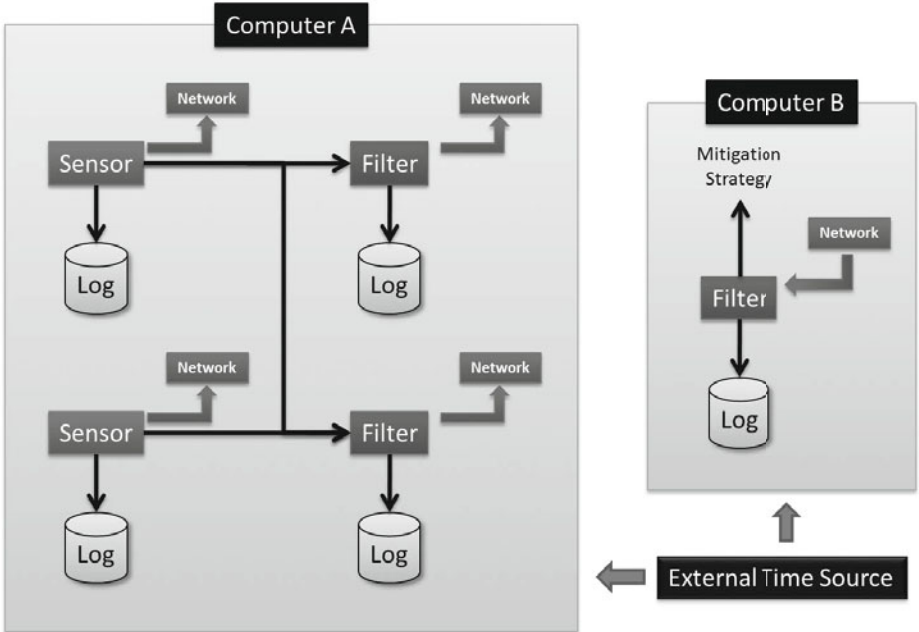 Computer A
Network
Network
Sensor
Filter
Log
Log
Network
Network
Sensor
Filter
Log
Log
Computer B
Mitigation
Strategy
Network
Filter
Log
External Time Source